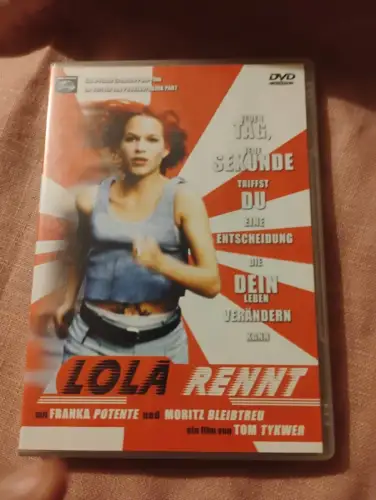 DVD
JEDEN
TAG,
JEDE
SEKUNDE
TRIFFST
DU
EINE
ENTSCHEIDUNG
DIE
DEIN
LEBEN
VERÄNDERN
KANN
LOLA RENNT
mit FRANKA POTENTE und MORITZ BLEIBTREU
ein film von TOM TYKWER